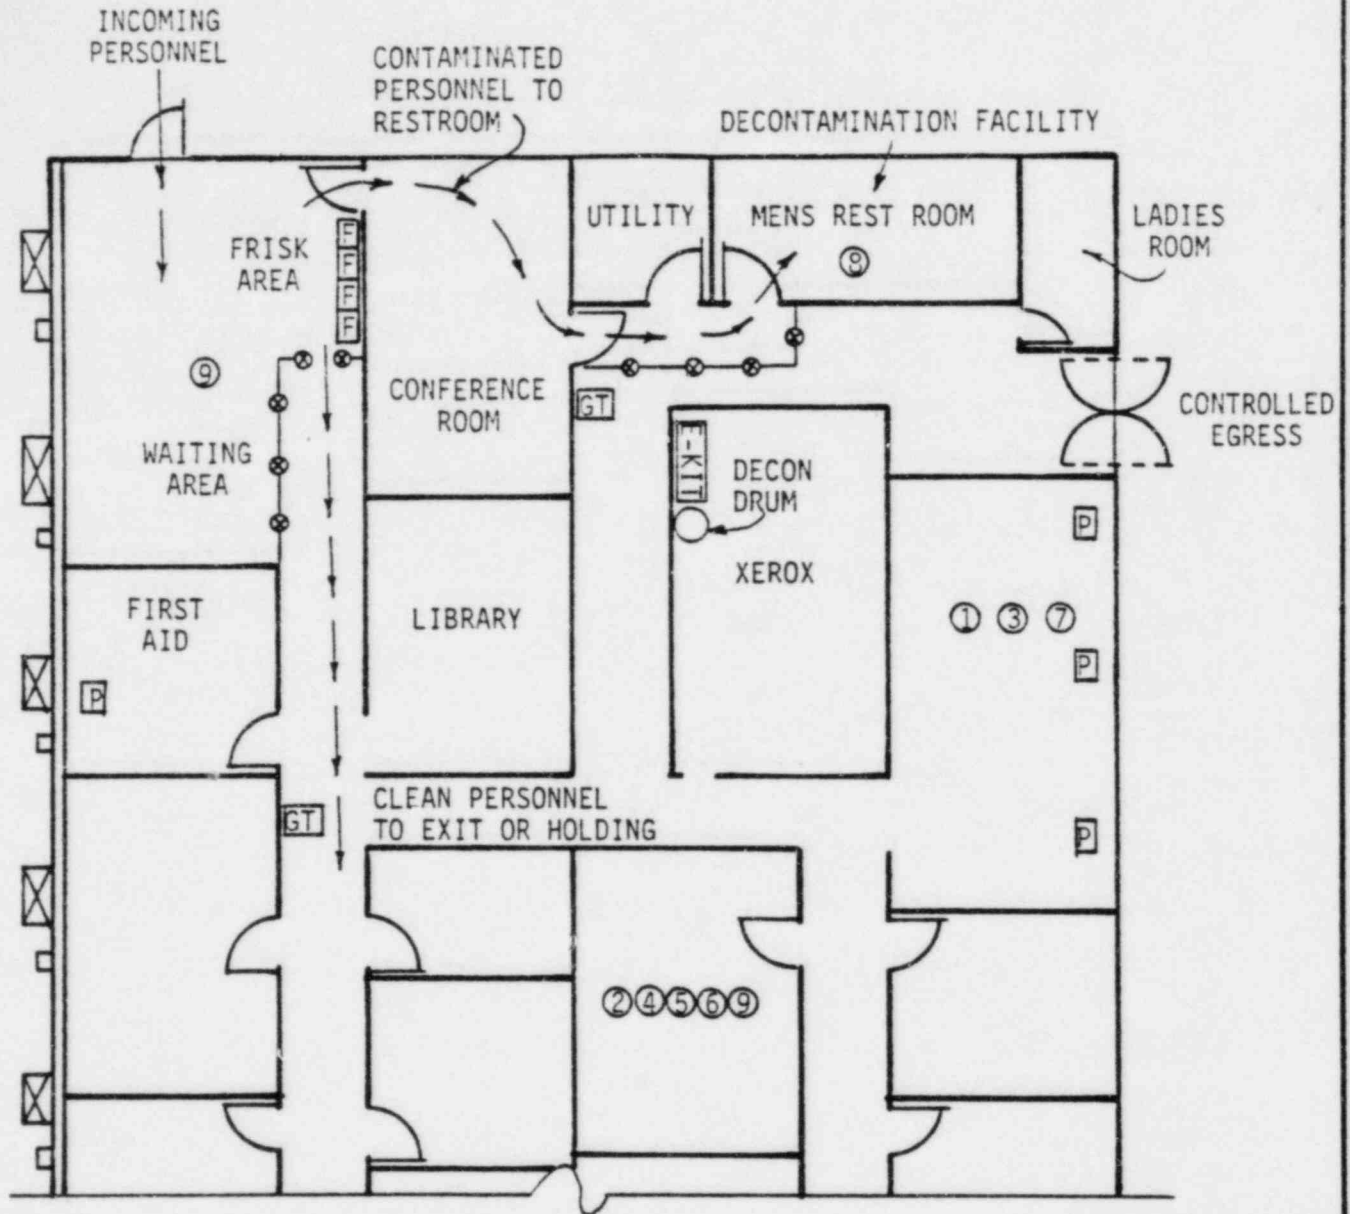 INCOMING
PERSONNEL
CONTAMINATED
PERSONNEL TO
RESTROOM
DECONTAMINATION FACILITY
UTILITY
MENS REST ROOM
LADIES
ROOM
FRISK
AREA
F
F
F
F
8
9
CONFERENCE
ROOM
GT
CONTROLLED
EGRESS
WAITING
AREA
E-KIT
DECON
DRUM
P
XEROX
FIRST
AID
LIBRARY
1 3 7
P
P
GT
CLEAN PERSONNEL
TO EXIT OR HOLDING
P
2 4 5 6 9